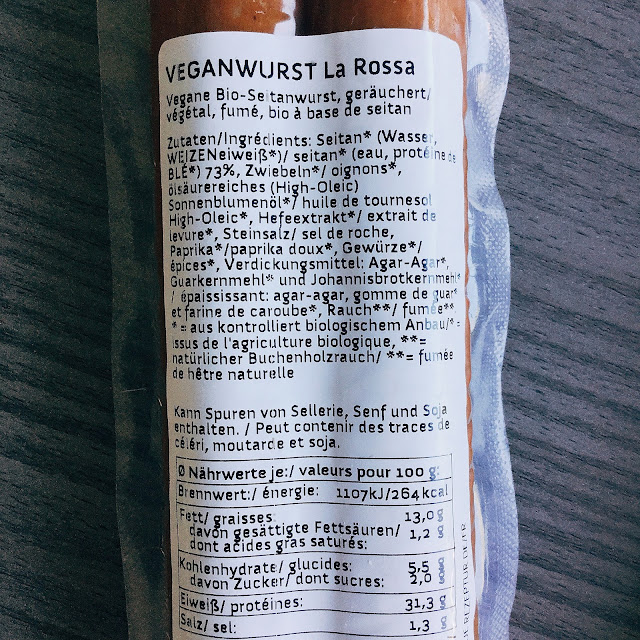 VEGANWURST La Rossa
Vegane Bio-Seitanwurst, geräuchert/
végétal, fumé, bio à base de seitan
Zutaten/Ingrédients: Seitan* (Wasser,
WEIZENeiweiß*)/ seitan* (eau, protéine de
BLÉ*) 73%, Zwiebeln*/ oignons*,
ölsäurereiches (High-Oleic)
Sonnenblumenöl*/ huile de tournesol
High-Oleic*, Hefeextrakt*/ extrait de
levure*, Steinsalz/ sel de roche,
Paprika*/paprika doux*, Gewürze*/
épices*, Verdickungsmittel: Agar-Agar*,
Guarkernmehl* und Johannisbrotkernmehl*
/ épaississant: agar-agar, gomme de guar*
et farine de caroube*, Rauch**/ fumée**
*= aus kontrolliert biologischem Anbau/*=
issus de l'agriculture biologique, **=
natürlicher Buchenholzrauch/ **= fumée
de hêtre naturelle
Kann Spuren von Sellerie, Senf und Soja
enthalten. / Peut contenir des traces de
céleri, moutarde et soja.
Ø Nährwerte je:/ valeurs pour 100 g:
Brennwert:/ énergie: 1107kJ/264kcal
Fett/ graisses: 13,0 g
davon gesättigte Fettsäuren/ 1,2 g
dont acides gras saturés:
Kohlenhydrate/ glucides: 5,5 g
davon Zucker/ dont sucres: 2,0 g
Eiweiß/ protéines: 31,3 g
Salz/ sel: 1,3 g
REZEPTUR DE/FR